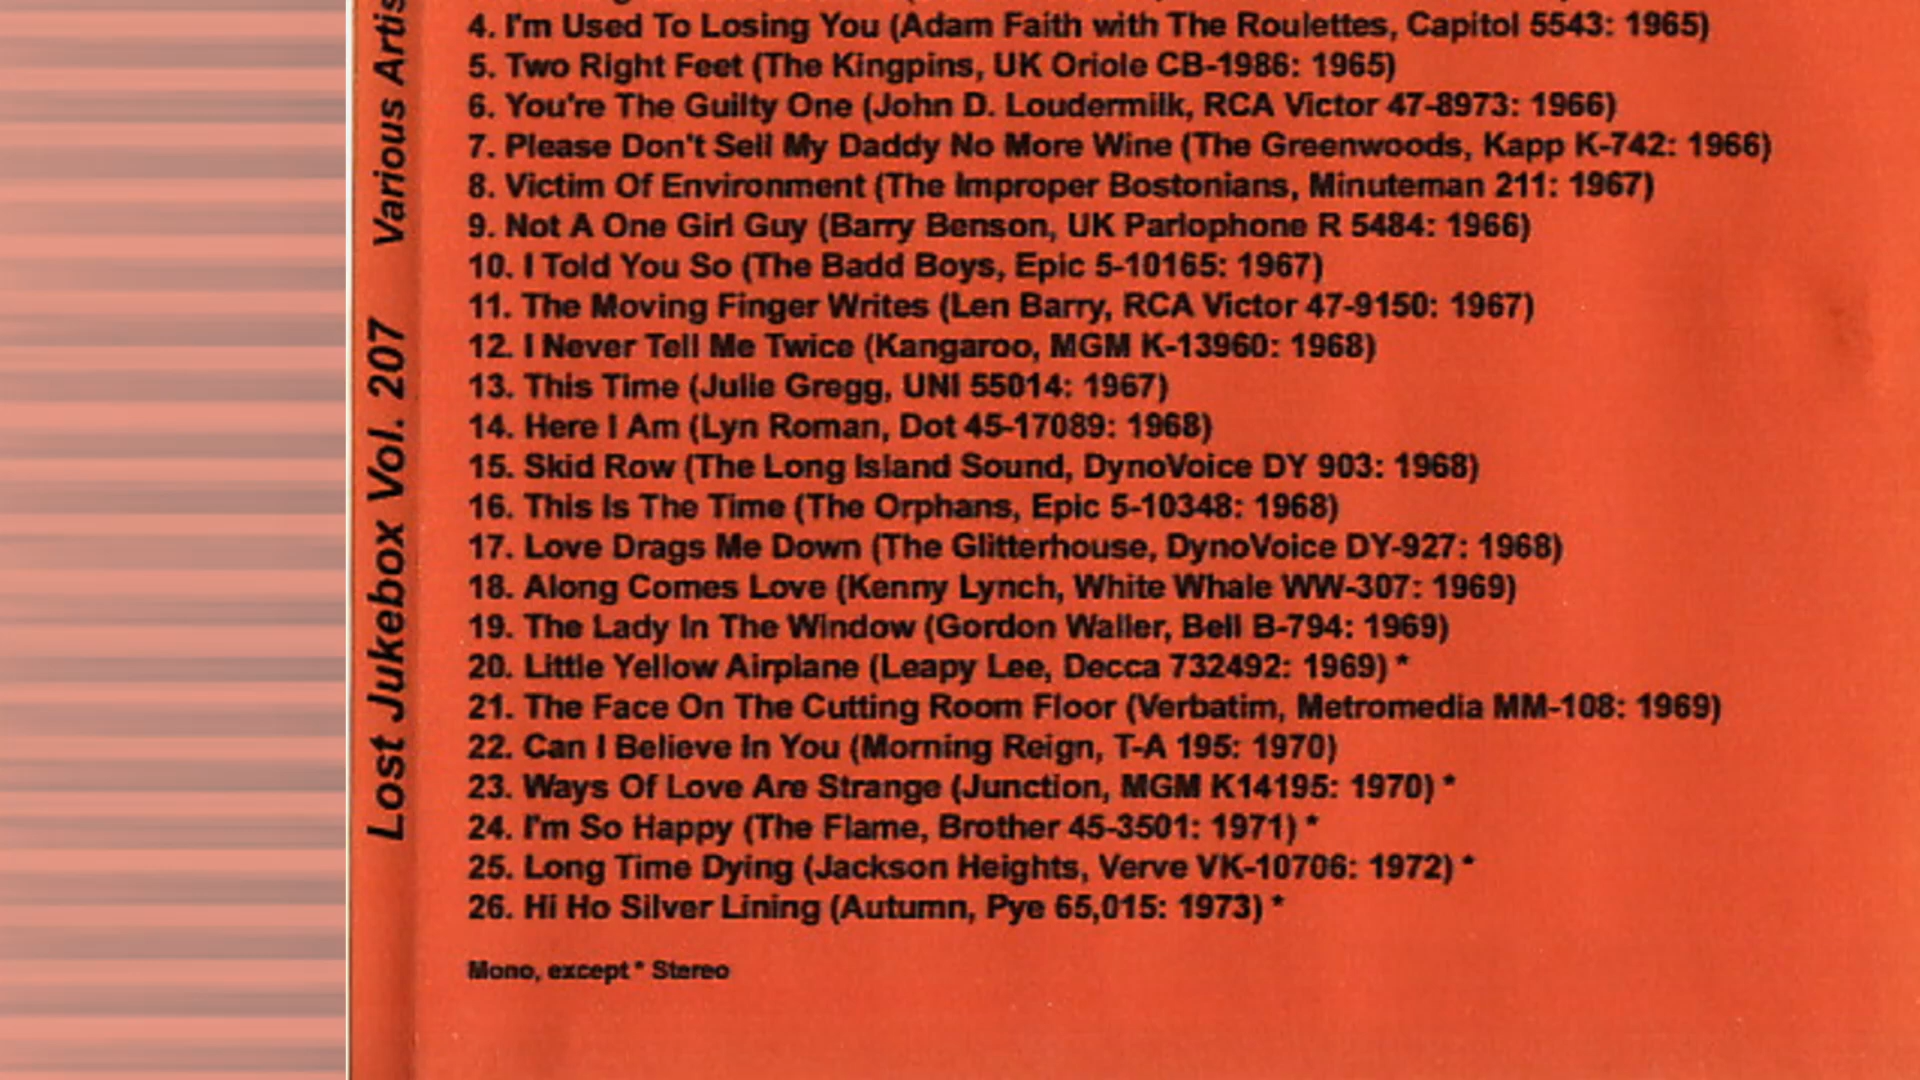 4. I'm Used To Losing You (Adam Faith with The Roulettes, Capitol 5543: 1965)
5. Two Right Feet (The Kingpins, UK Oriole CB-1986: 1965)
6. You're The Guilty One (John D. Loudermilk, RCA Victor 47-8973: 1966)
7. Please Don't Sell My Daddy No More Wine (The Greenwoods, Kapp K-742: 1966)
8. Victim Of Environment (The Improper Bostonians, Minuteman 211: 1967)
9. Not A One Girl Guy (Barry Benson, UK Parlophone R 5484: 1966)
10. I Told You So (The Badd Boys, Epic 5-10165: 1967)
11. The Moving Finger Writes (Len Barry, RCA Victor 47-9150: 1967)
12. I Never Tell Me Twice (Kangaroo, MGM K-13960: 1968)
13. This Time (Julie Gregg, UNI 55014: 1967)
14. Here I Am (Lyn Roman, Dot 45-17089: 1968)
15. Skid Row (The Long Island Sound, DynoVoice DY 903: 1968)
16. This Is The Time (The Orphans, Epic 5-10348: 1968)
17. Love Drags Me Down (The Glitterhouse, DynoVoice DY-927: 1968)
18. Along Comes Love (Kenny Lynch, White Whale WW-307: 1969)
19. The Lady In The Window (Gordon Waller, Bell B-794: 1969)
20. Little Yellow Airplane (Leapy Lee, Decca 732492: 1969) *
21. The Face On The Cutting Room Floor (Verbatim, Metromedia MM-108: 1969)
22. Can I Believe In You (Morning Reign, T-A 195: 1970)
23. Ways Of Love Are Strange (Junction, MGM K14195: 1970) *
24. I'm So Happy (The Flame, Brother 45-3501: 1971) *
25. Long Time Dying (Jackson Heights, Verve VK-10706: 1972) *
26. Hi Ho Silver Lining (Autumn, Pye 65,015: 1973) *
Mono, except * Stereo
Lost Jukebox Vol. 207 Various Artis